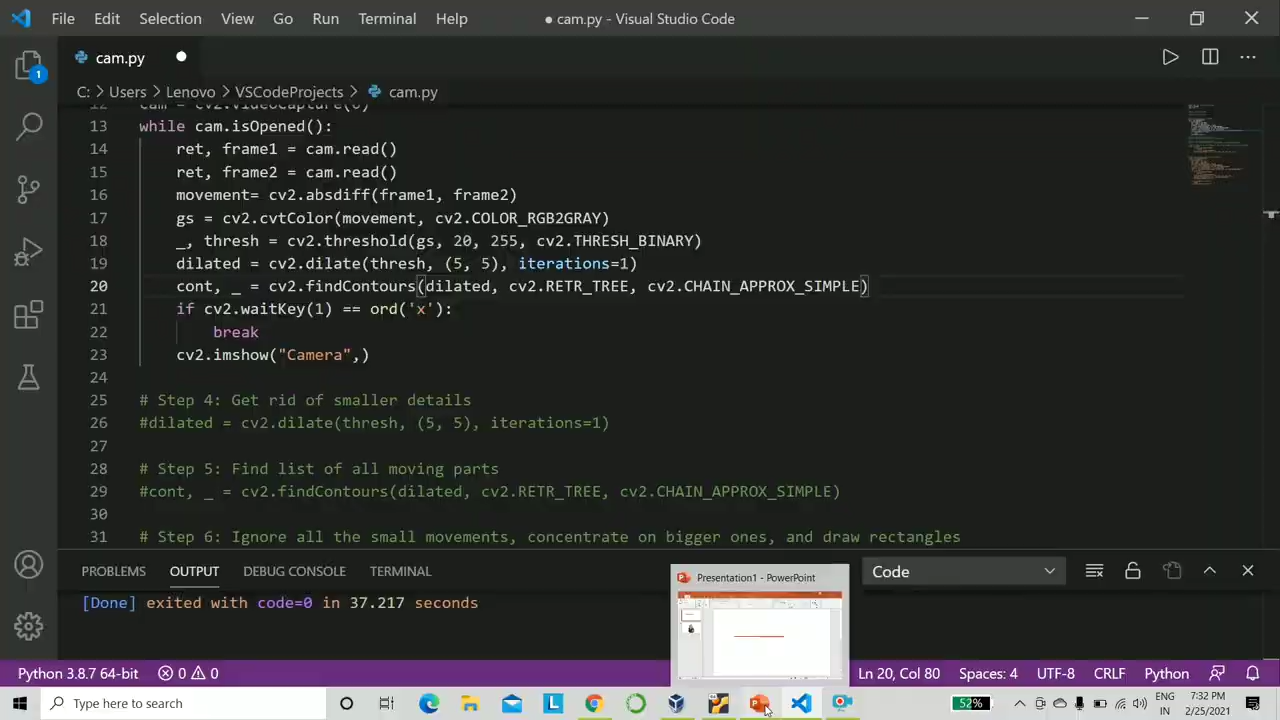 File Edit Selection View Go Run Terminal Help
● cam.py - Visual Studio Code
cam.py
1
C: > Users > Lenovo > VSCodeProjects > cam.py
12 cam = cv2.VideoCapture(0)
13 while cam.isOpened():
14 ret, frame1 = cam.read()
15 ret, frame2 = cam.read()
16 movement= cv2.absdiff(frame1, frame2)
17 gs = cv2.cvtColor(movement, cv2.COLOR_RGB2GRAY)
18 _, thresh = cv2.threshold(gs, 20, 255, cv2.THRESH_BINARY)
19 dilated = cv2.dilate(thresh, (5, 5), iterations=1)
20 cont, _ = cv2.findContours(dilated, cv2.RETR_TREE, cv2.CHAIN_APPROX_SIMPLE)
21 if cv2.waitKey(1) == ord('x'):
22 break
23 cv2.imshow("Camera",)
24
25 # Step 4: Get rid of smaller details
26 #dilated = cv2.dilate(thresh, (5, 5), iterations=1)
27
28 # Step 5: Find list of all moving parts
29 #cont, _ = cv2.findContours(dilated, cv2.RETR_TREE, cv2.CHAIN_APPROX_SIMPLE)
30
31 # Step 6: Ignore all the small movements, concentrate on bigger ones, and draw rectangles
PROBLEMS OUTPUT DEBUG CONSOLE TERMINAL
Code
Presentation1 - PowerPoint
[Done] exited with code=0 in 37.217 seconds
Python 3.8.7 64-bit 0 0 Ln 20, Col 80 Spaces: 4 UTF-8 CRLF Python
Type here to search
52%
ENG
IN
7:32 PM
2/25/2021